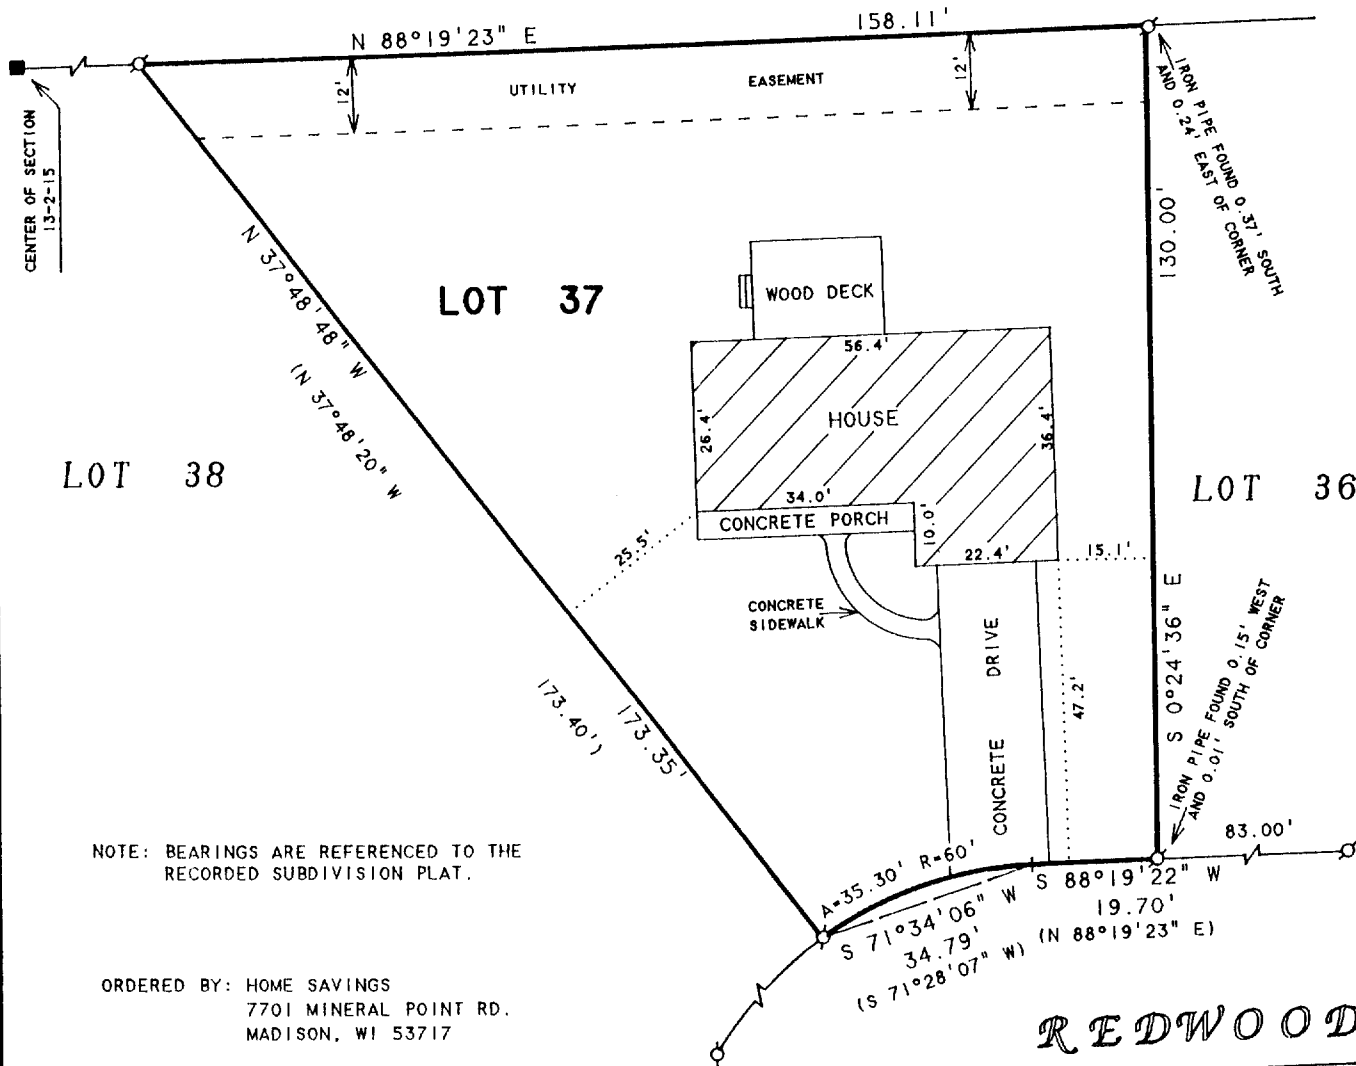 N 88°19'23" E
158.11'
12'
UTILITY
EASEMENT
12'
CENTER OF SECTION
13-2-15
IRON PIPE FOUND 0.37' SOUTH
AND 0.24' EAST OF CORNER
130.00'
N 37°48'48" W
(N 37°48'20" W
LOT 37
WOOD DECK
56.4'
26.4'
HOUSE
36.4'
LOT 38
LOT 36
34.0'
CONCRETE PORCH
10.0'
22.4'
15.1'
25.5'
CONCRETE
SIDEWALK
CONCRETE DRIVE
47.2'
S 0°24'36" E
IRON PIPE FOUND 0.15' WEST
AND 0.01' SOUTH OF CORNER
173.35'
173.40')
83.00'
A=35.30' R=60'
S 71°34'06" W
34.79'
(S 71°28'07" W)
S 88°19'22" W
19.70'
(N 88°19'23" E)
NOTE: BEARINGS ARE REFERENCED TO THE
RECORDED SUBDIVISION PLAT.
ORDERED BY: HOME SAVINGS
7701 MINERAL POINT RD.
MADISON, WI 53717
REDWOOD